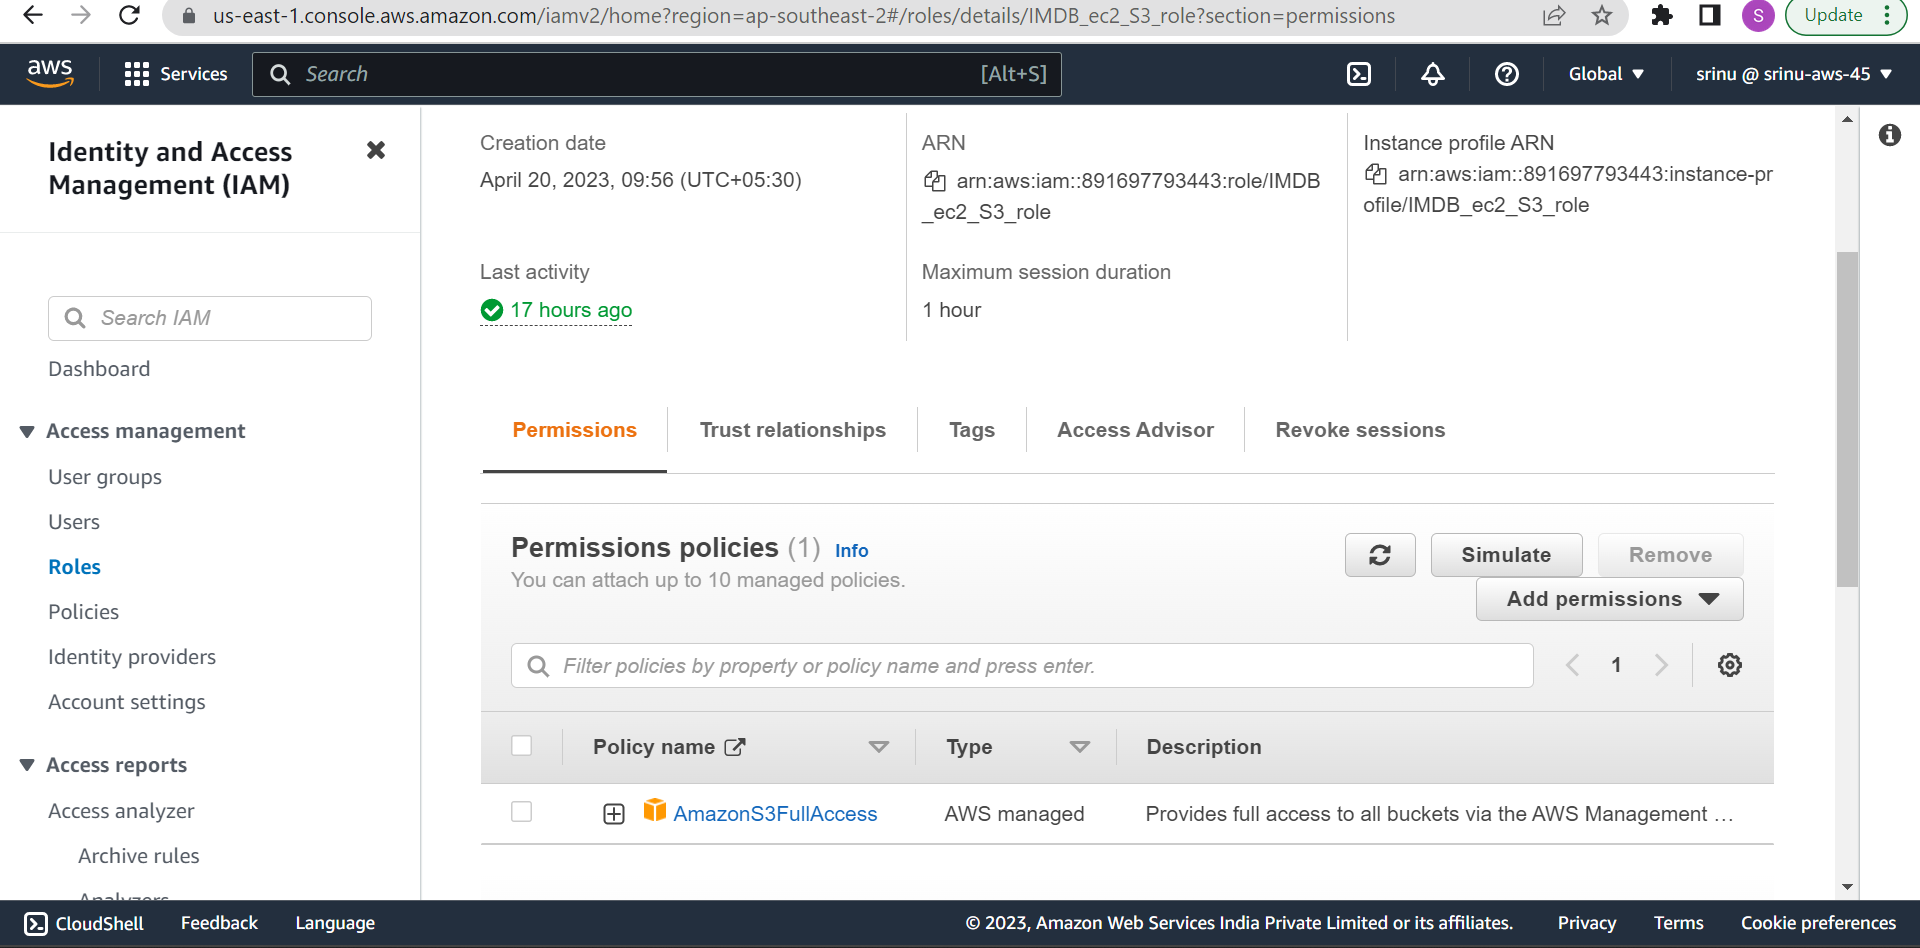 us-east-1.console.aws.amazon.com/iamv2/home?region=ap-southeast-2#/roles/details/IMDB_ec2_S3_role?section=permissions
S
Update
aws
Services
Search
[Alt+S]
Global
srinu @ srinu-aws-45
Identity and Access
Management (IAM)
Search IAM
Dashboard
Access management
User groups
Users
Roles
Policies
Identity providers
Account settings
Access reports
Access analyzer
Archive rules
Analyzers
Creation date
April 20, 2023, 09:56 (UTC+05:30)
ARN
arn:aws:iam::891697793443:role/IMDB
_ec2_S3_role
Instance profile ARN
arn:aws:iam::891697793443:instance-pr
ofile/IMDB_ec2_S3_role
Last activity
17 hours ago
Maximum session duration
1 hour
Permissions
Trust relationships
Tags
Access Advisor
Revoke sessions
Permissions policies (1) Info
You can attach up to 10 managed policies.
Simulate
Remove
Add permissions
Filter policies by property or policy name and press enter.
1
Policy name
Type
Description
AmazonS3FullAccess
AWS managed
Provides full access to all buckets via the AWS Management ...
CloudShell
Feedback
Language
© 2023, Amazon Web Services India Private Limited or its affiliates.
Privacy
Terms
Cookie preferences